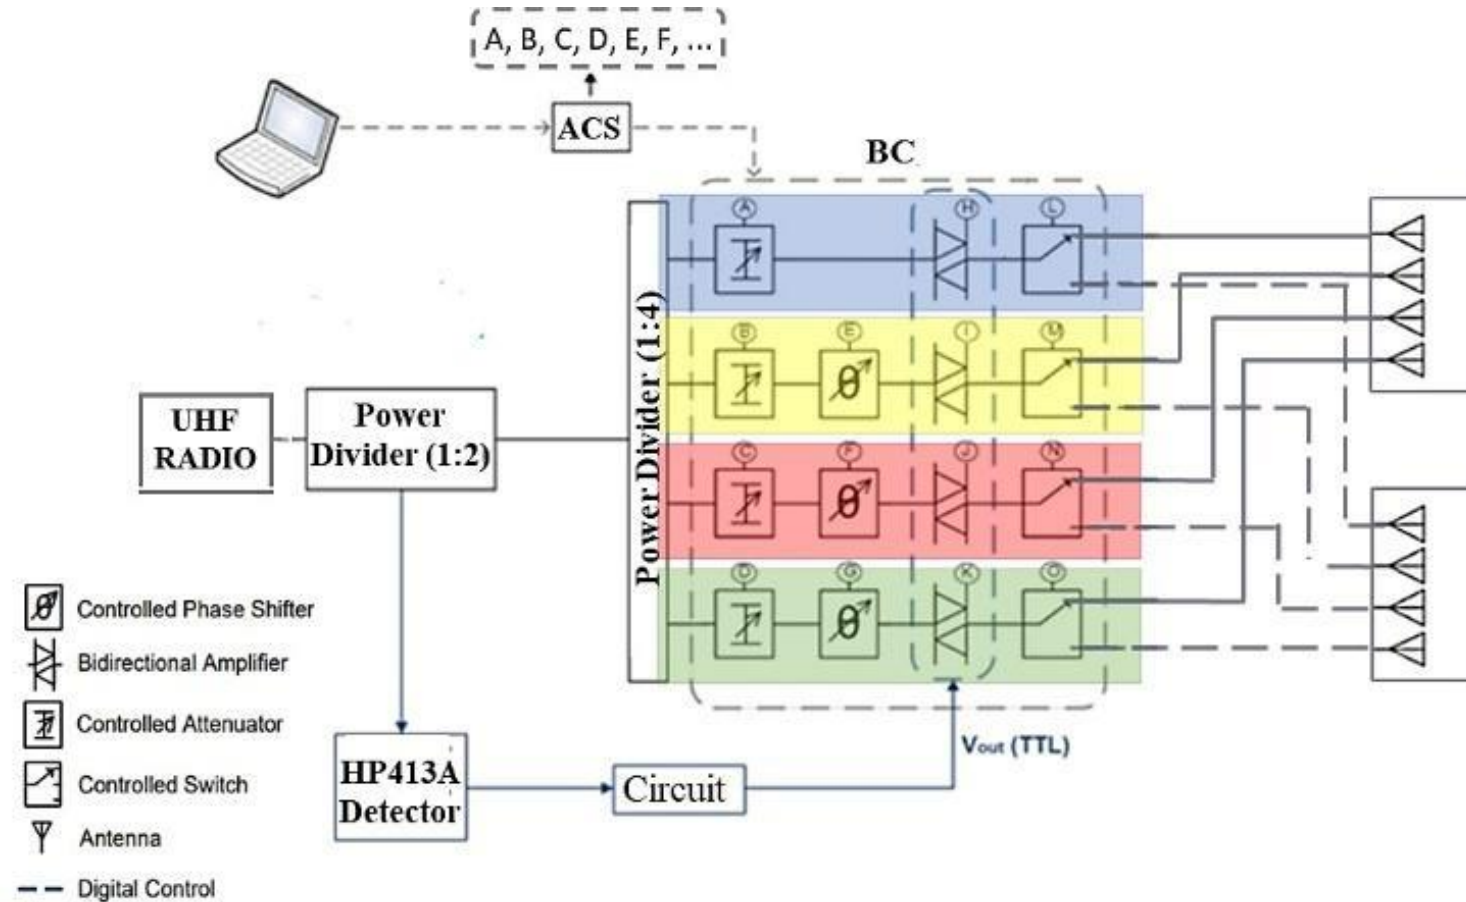 A, B, C, D, E, F, ...
ACS
BC
A
H
L
B
E
I
M
C
F
J
N
D
G
K
O
Power Divider (1:4)
UHF
RADIO
Power
Divider (1:2)
HP413A
Detector
Circuit
Vout (TTL)
θ Controlled Phase Shifter
Bidirectional Amplifier
Controlled Attenuator
Controlled Switch
Antenna
Digital Control
θ
θ
θ